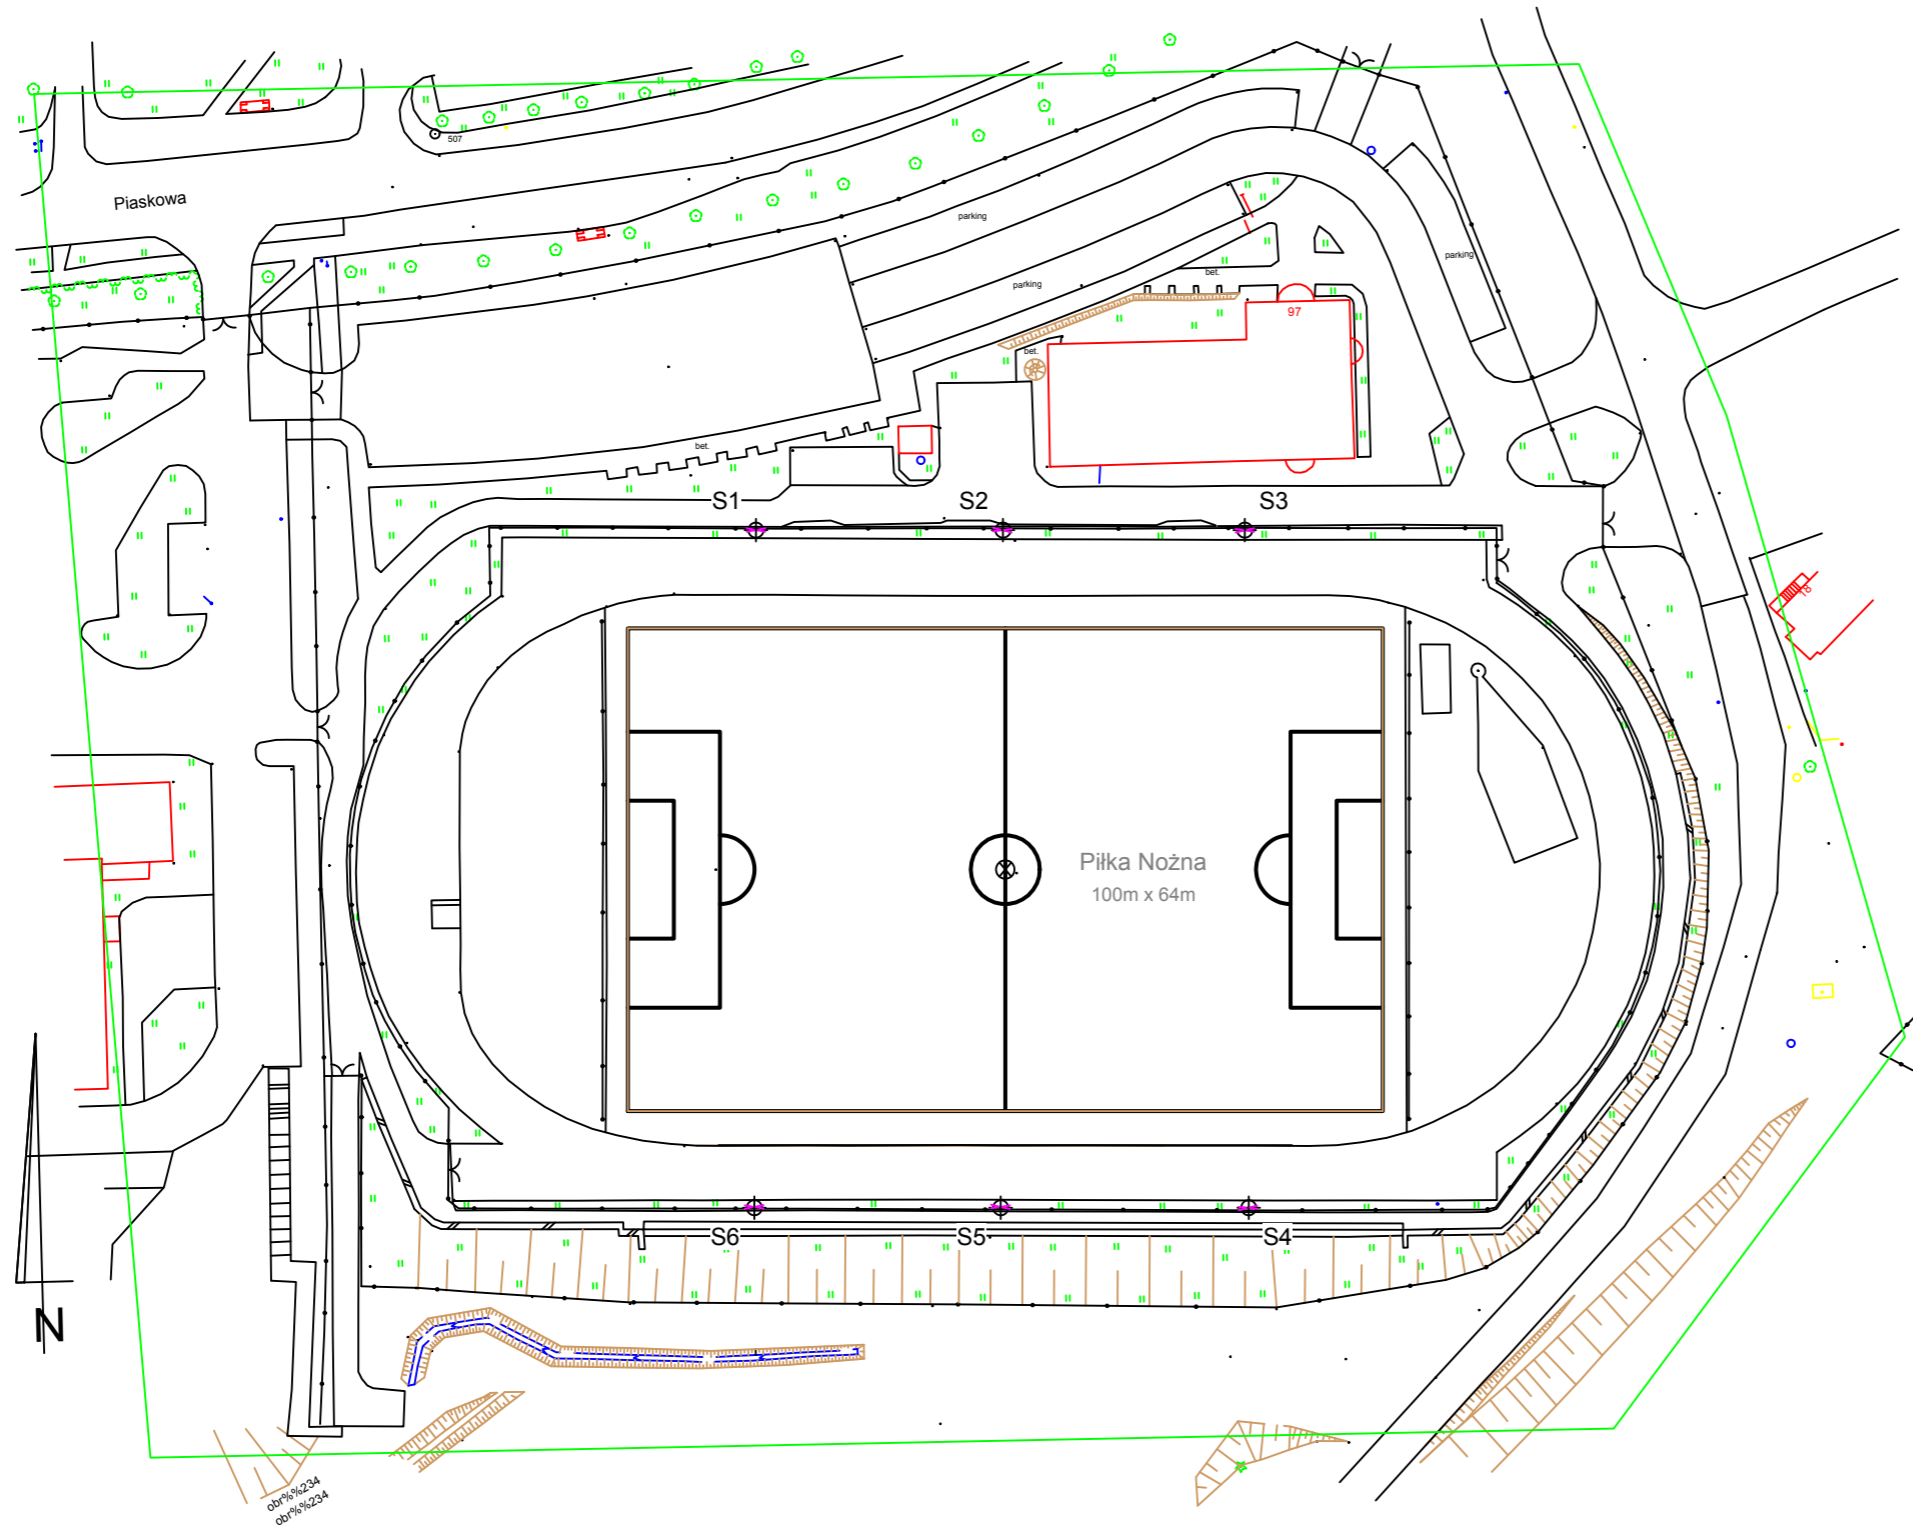 507
Piaskowa
parking
parking
parking
bet.
97
bet.
bet.
S1
S2
S3
18
Piłka Nożna
100m x 64m
S6
S5
S4
N
obr%%234
obr%%234